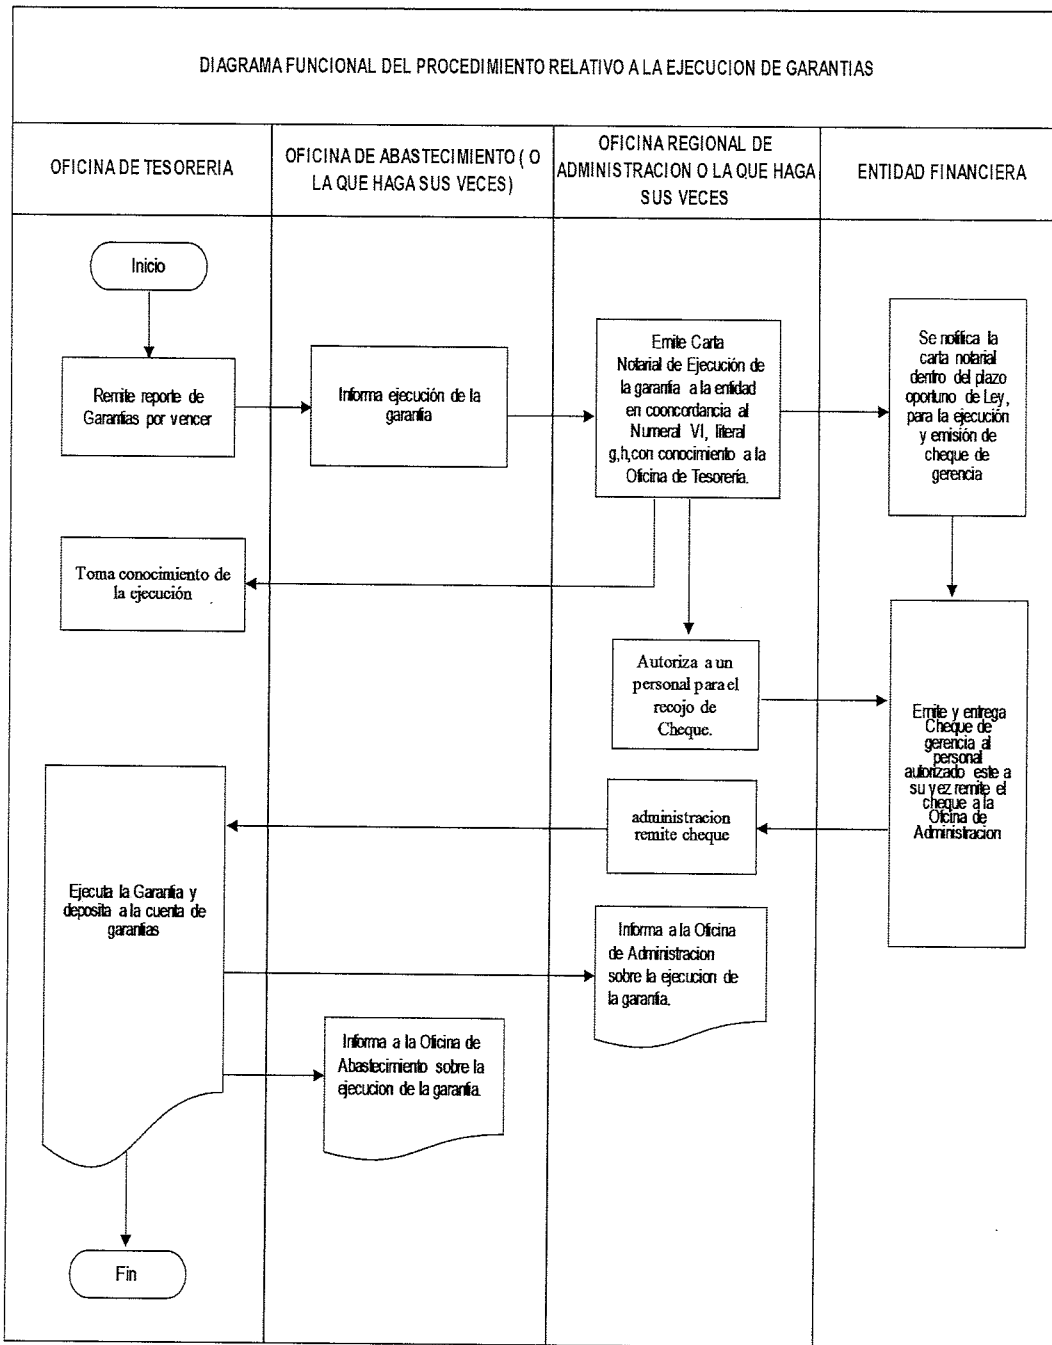 DIAGRAMA FUNCIONAL DEL PROCEDIMIENTO RELATIVO A LA EJECUCION DE GARANTIAS
OFICINA DE TESORERIA
OFICINA DE ABASTECIMIENTO ( O
LA QUE HAGA SUS VECES)
OFICINA REGIONAL DE
ADMINISTRACION O LA QUE HAGA
SUS VECES
ENTIDAD FINANCIERA
Inicio
Remite reporte de
Garantías por vencer
Informa ejecución de la
garantía
Emite Carta
Notarial de Ejecución de
la garantía a la entidad
en cooncordancia al
Numeral VI, literal
g,h,con conocimiento a la
Oficina de Tesorería.
Se notifica la
carta notarial
dentro del plazo
oportuno de Ley,
para la ejecución
y emisión de
cheque de
gerencia
Toma conocimiento de
la ejecución
Autoriza a un
personal para el
recojo de
Cheque.
Emite y entrega
Cheque de
gerencia al
personal
autorizado este a
su vez remite el
cheque a la
Oficina de
Administracion
administracion
remite cheque
Ejecuta la Garantía y
deposita a la cuenta de
garantías
Informa a la Oficina
de Administracion
sobre la ejecucion de
la garantía.
Informa a la Oficina de
Abastecimiento sobre la
ejecucion de la garantía.
Fin